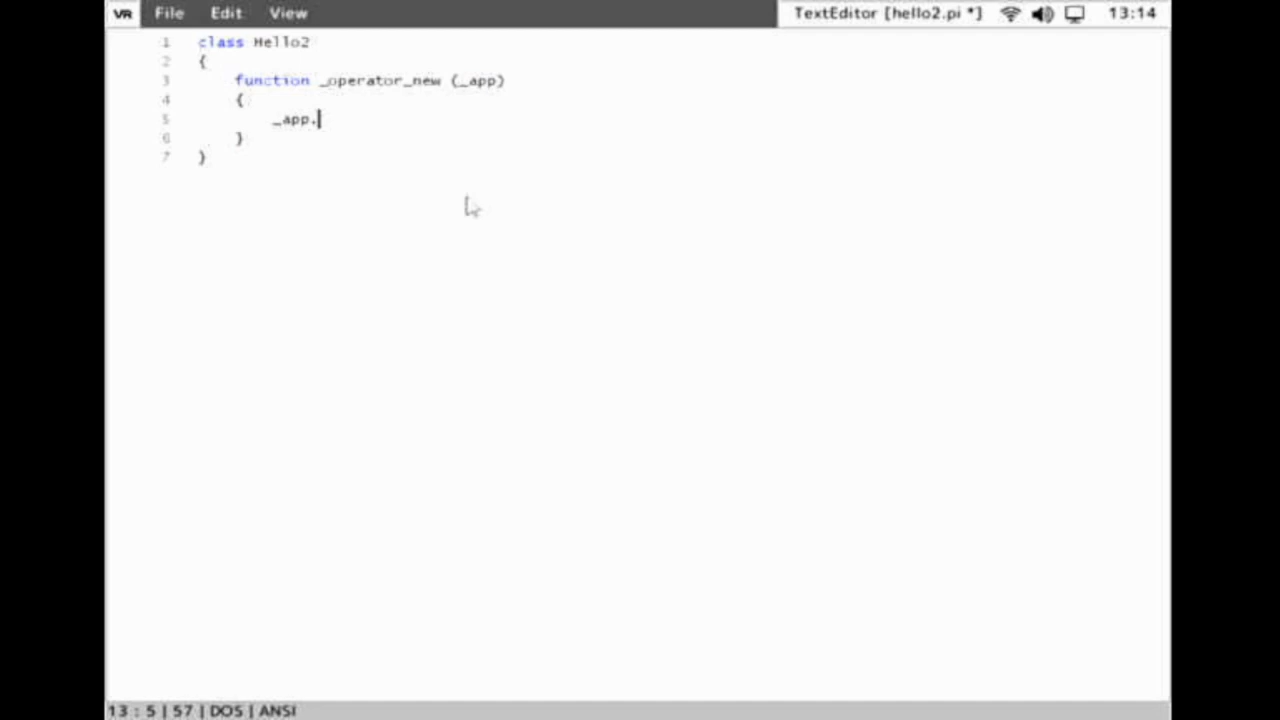 VR File Edit View TextEditor [hello2.pi *] 13:14
1 class Hello2
2 {
3 function _operator_new (_app)
4 {
5 _app.
6 }
7 }
13 : 5 | 57 | DOS | ANSI